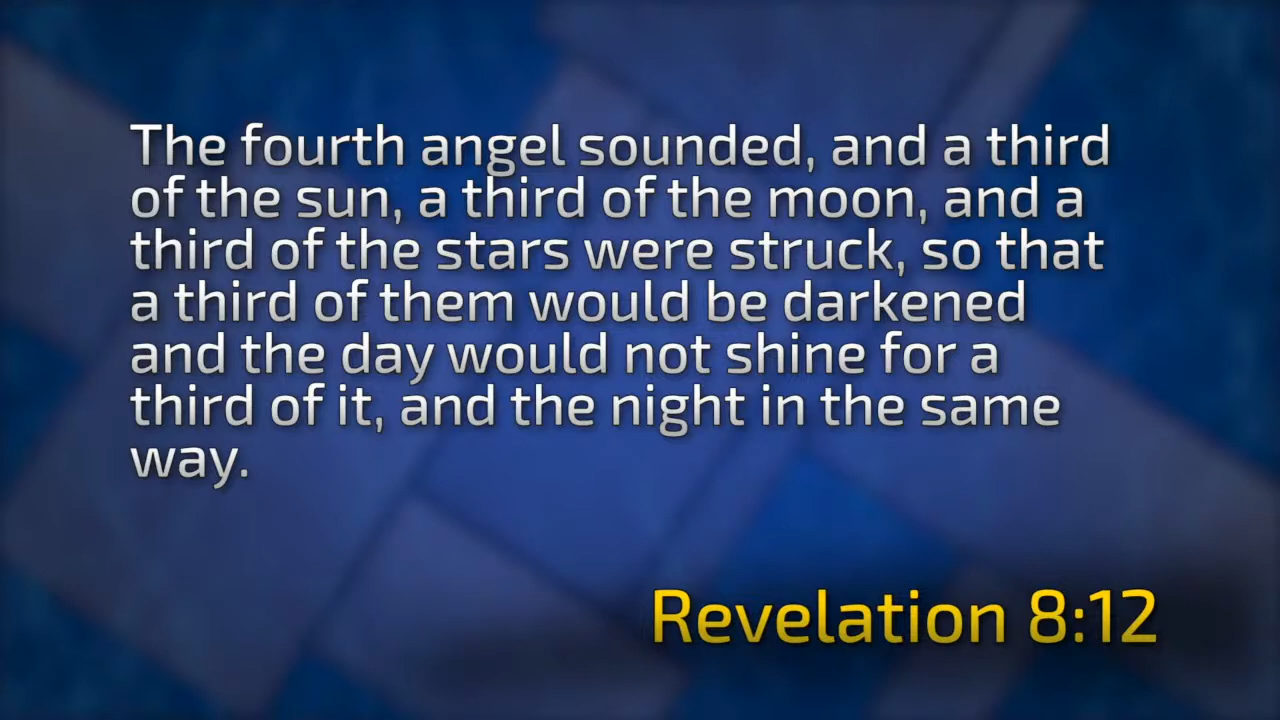 The fourth angel sounded, and a third
of the sun, a third of the moon, and a
third of the stars were struck, so that
a third of them would be darkened
and the day would not shine for a
third of it, and the night in the same
way.
Revelation 8:12